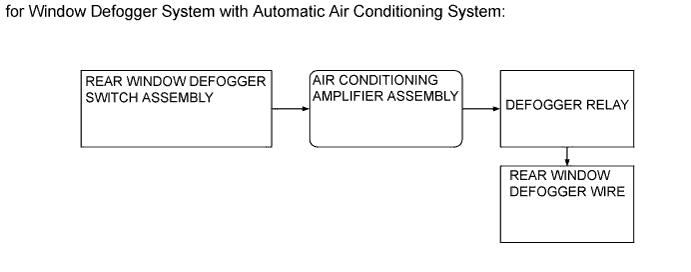 for Window Defogger System with Automatic Air Conditioning System:
REAR WINDOW DEFOGGER
SWITCH ASSEMBLY
AIR CONDITIONING
AMPLIFIER ASSEMBLY
DEFOGGER RELAY
REAR WINDOW
DEFOGGER WIRE